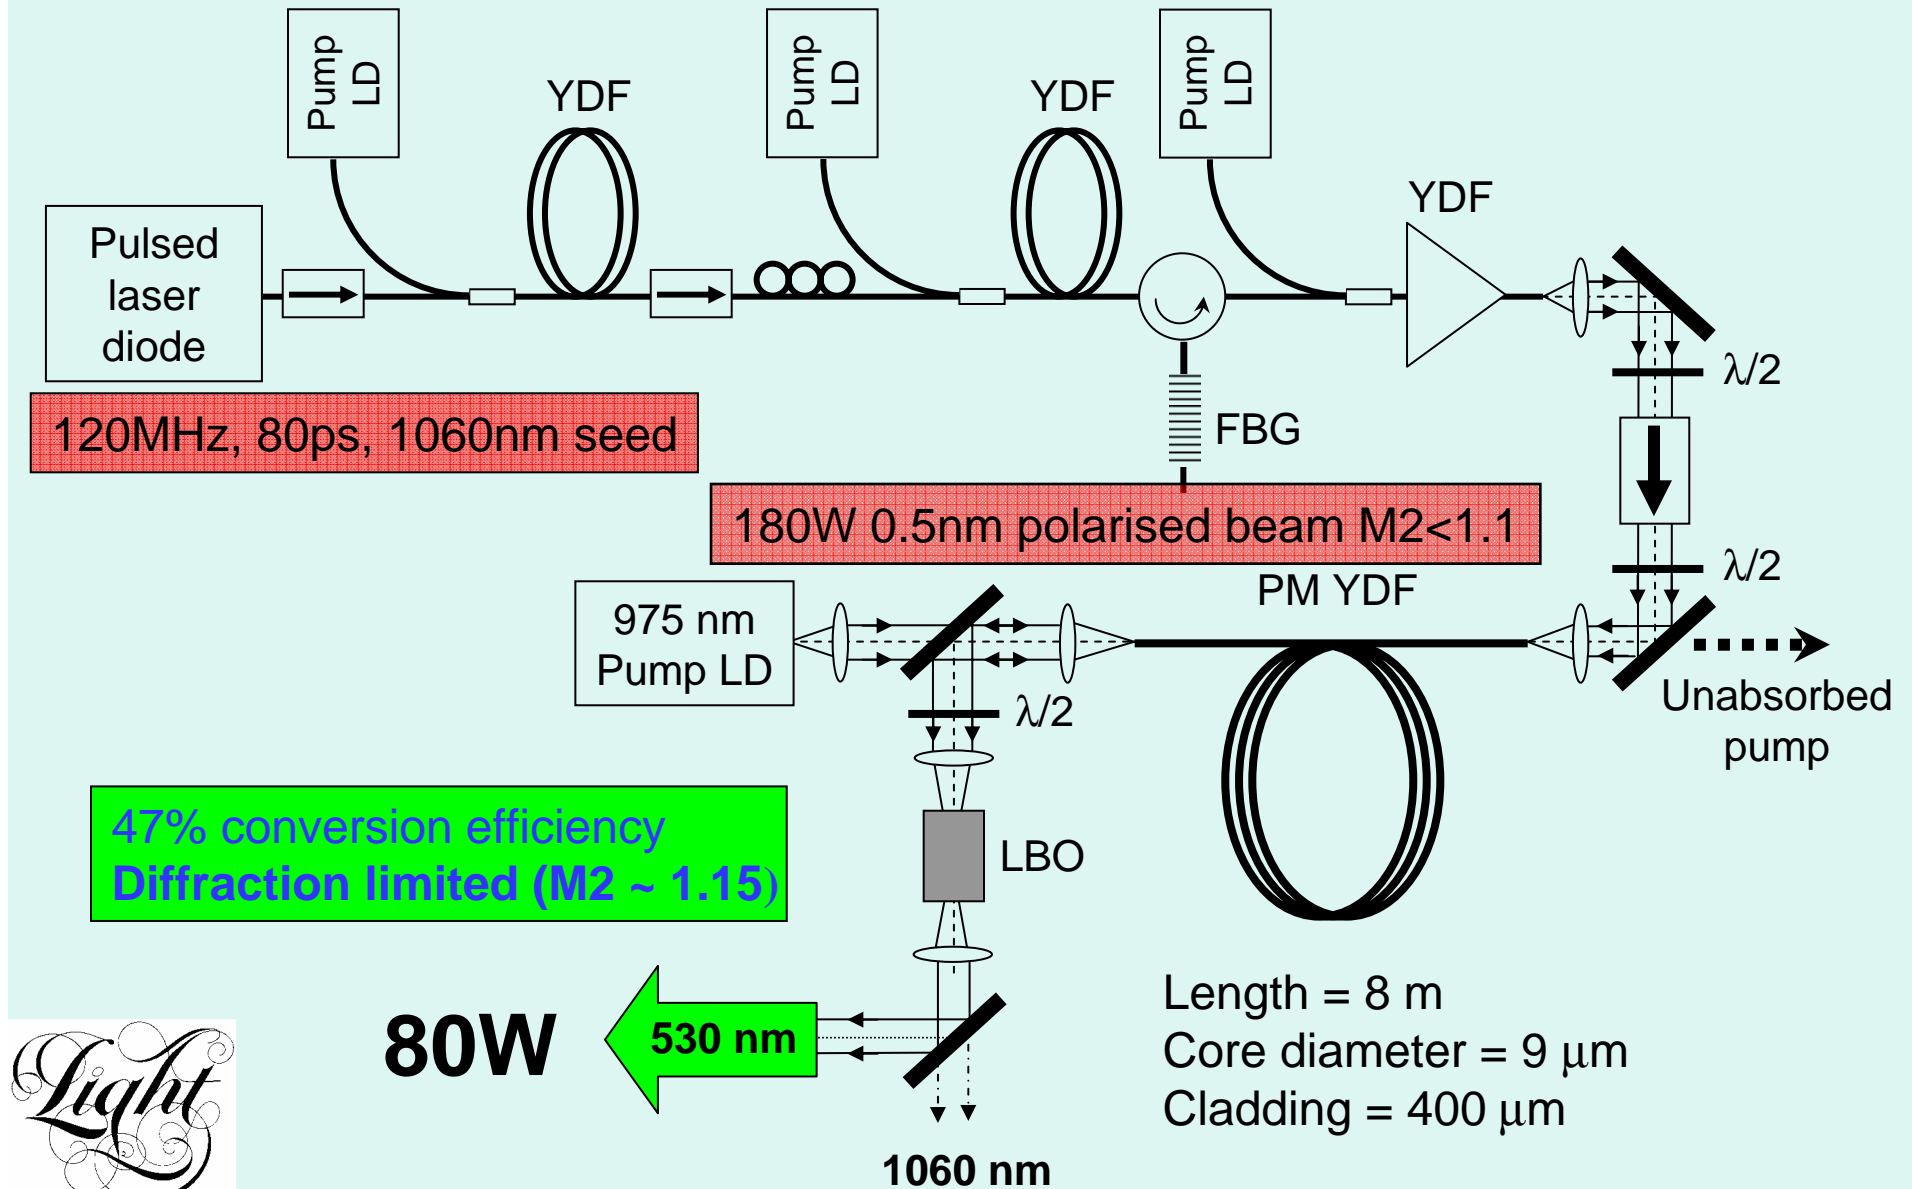 Pump
LD
YDF
Pump
LD
YDF
Pump
LD
YDF
Pulsed
laser
diode
λ/2
120MHz, 80ps, 1060nm seed
FBG
180W 0.5nm polarised beam M2<1.1
λ/2
PM YDF
975 nm
Pump LD
Unabsorbed
pump
λ/2
47% conversion efficiency
Diffraction limited (M2 ~ 1.15)
LBO
Length = 8 m
Core diameter = 9 μm
Cladding = 400 μm
80W
530 nm
Light
1060 nm